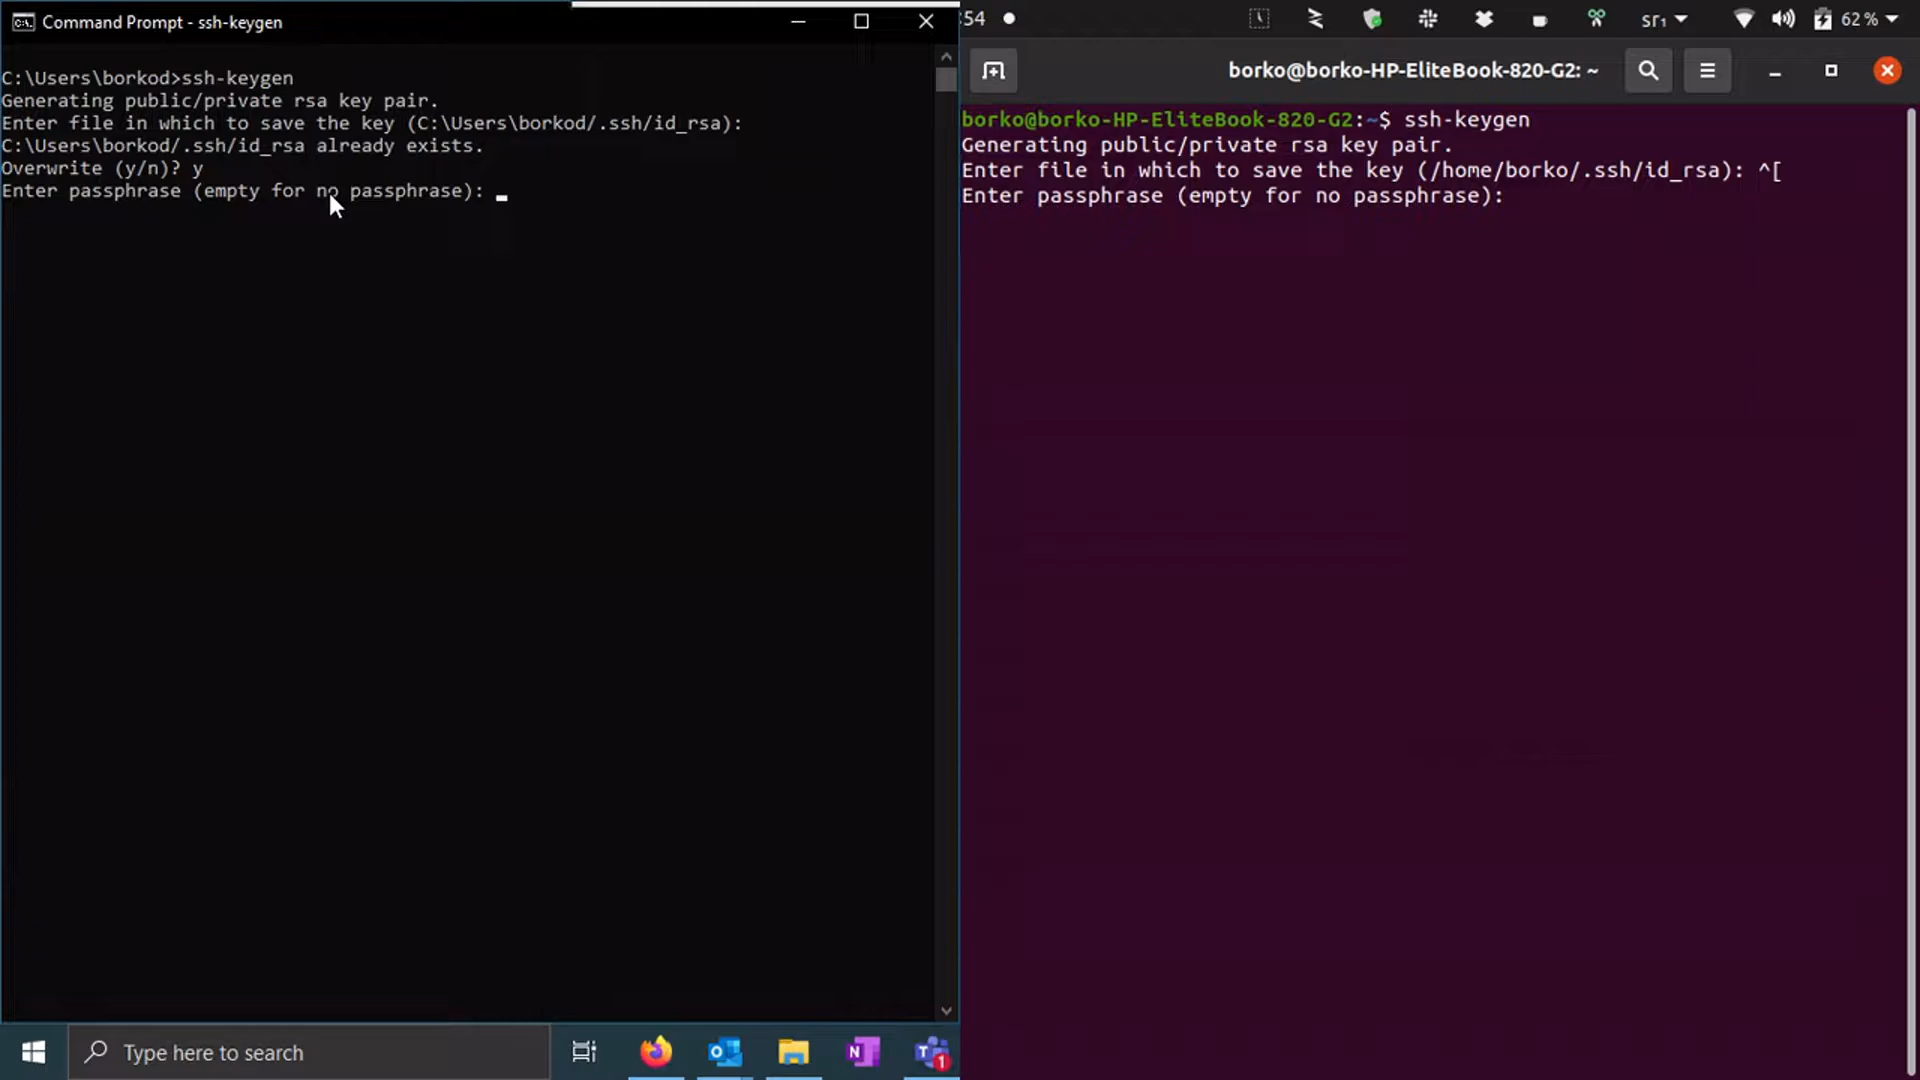 Command Prompt - ssh-keygen
C:\Users\borkod>ssh-keygen
Generating public/private rsa key pair.
Enter file in which to save the key (C:\Users\borkod/.ssh/id_rsa):
C:\Users\borkod/.ssh/id_rsa already exists.
Overwrite (y/n)? y
Enter passphrase (empty for no passphrase):
Type here to search
N
T
1
:54
sr₁
62 %
borko@borko-HP-EliteBook-820-G2: ~
borko@borko-HP-EliteBook-820-G2:~$ ssh-keygen
Generating public/private rsa key pair.
Enter file in which to save the key (/home/borko/.ssh/id_rsa): ^[
Enter passphrase (empty for no passphrase):